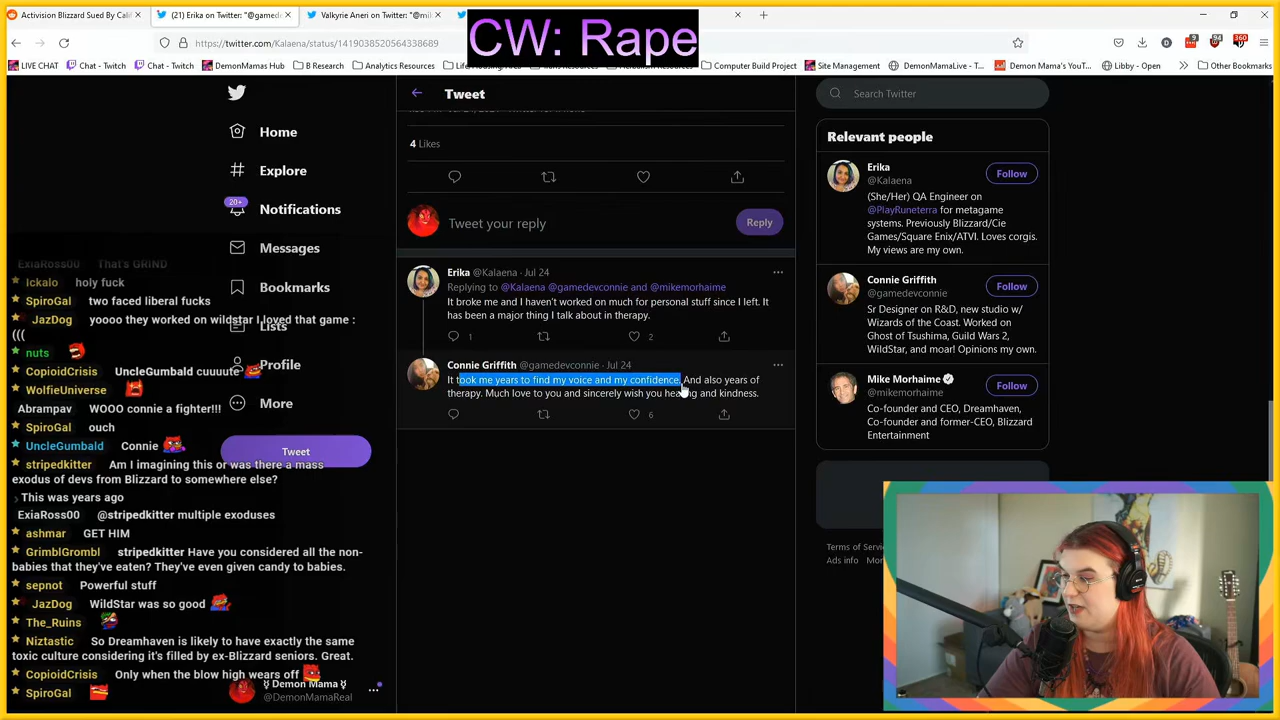 Activision Blizzard Sued By Calif
(21) Erika on Twitter: "@gamed
Valkyrie Aneri on Twitter: "@mi
CW: Rape
https://twitter.com/Kalaena/status/1419038520564338689
LIVE CHAT
Chat - Twitch
Chat - Twitch
DemonMamas Hub
B Research
Analytics Resources
Computer Build Project
Site Management
DemonMamaLive - T...
Demon Mama's YouT...
Libby - Open
Other Bookmarks
9
94
360
Home
Explore
20+
Notifications
Messages
Bookmarks
Lists
Profile
More
Tweet
Tweet
4 Likes
Tweet your reply
Reply
Erika @Kalaena · Jul 24
Replying to @Kalaena @gamedevconnie and @mikemorhaime
It broke me and I haven't worked on much for personal stuff since I left. It
has been a major thing I talk about in therapy.
1
2
Connie Griffith @gamedevconnie · Jul 24
It took me years to find my voice and my confidence. And also years of
therapy. Much love to you and sincerely wish you healing and kindness.
6
Search Twitter
Relevant people
Erika
@Kalaena
Follow
(She/Her) QA Engineer on
@PlayRuneterra for metagame
systems. Previously Blizzard/Cie
Games/Square Enix/ATVI. Loves corgis.
My views are my own.
Connie Griffith
@gamedevconnie
Follow
Sr Designer on R&D, new studio w/
Wizards of the Coast. Worked on
Ghost of Tsushima, Guild Wars 2,
WildStar, and moar! Opinions my own.
Mike Morhaime
@mikemorhaime
Follow
Co-founder and CEO, Dreamhaven,
Co-founder and former-CEO, Blizzard
Entertainment
Terms of Servi
Ad info
ExiaRoss00 That's GRIND
Ickalo holy fuck
SpiroGal two faced liberal fucks
JazDog yoooo they worked on wildstar I loved that game :
(((
nuts
CopioidCrisis UncleGumbald cuuuute
WolfieUniverse
Abrampav WOOO connie a fighter!!!
SpiroGal ouch
UncleGumbald Connie
stripedkitter Am I imagining this or was there a mass
exodus of devs from Blizzard to somewhere else?
This was years ago
ExiaRoss00 @stripedkitter multiple exoduses
ashmar GET HIM
GrimblGrombl stripedkitter Have you considered all the non-
babies that they've eaten? They've even given candy to babies.
sepnot Powerful stuff
JazDog WildStar was so good
The_Ruins
Niztastic So Dreamhaven is likely to have exactly the same
toxic culture considering it's filled by ex-Blizzard seniors. Great.
CopioidCrisis Only when the blow high wears off
SpiroGal
Demon Mama
@DemonMamaReal